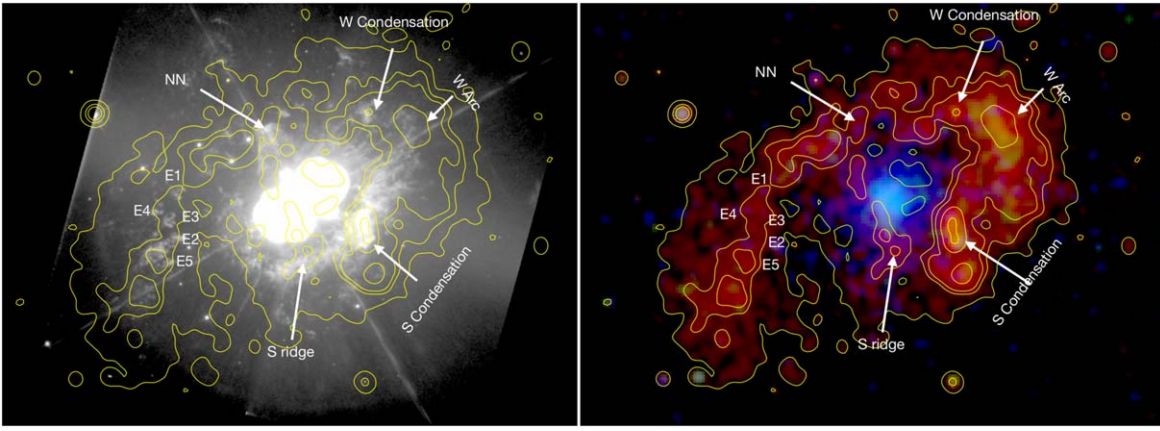 W Condensation
NN
W Arc
E1
E4
E3
E2
E5
S Condensation
S ridge
W Condensation
NN
W Arc
E1
E4
E3
E2
E5
S Condensation
S ridge